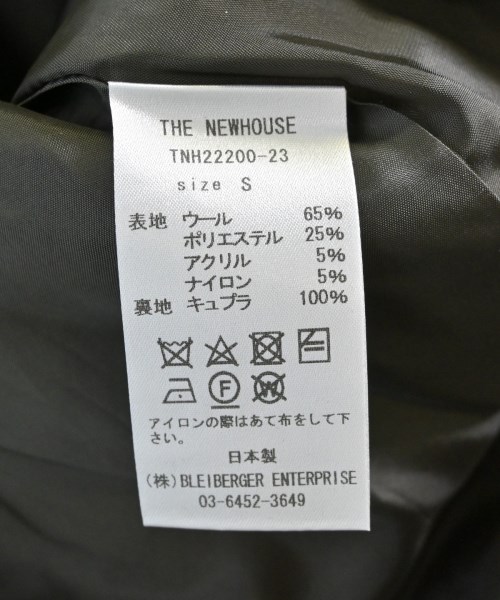 THE NEWHOUSE
TNH22200-23
size S
表地 ウール 65%
ポリエステル 25%
アクリル 5%
ナイロン 5%
裏地 キュプラ 100%
F W
アイロンの際はあて布をして下
さい。
日本製
(株)BLEIBERGER ENTERPRISE
03-6452-3649